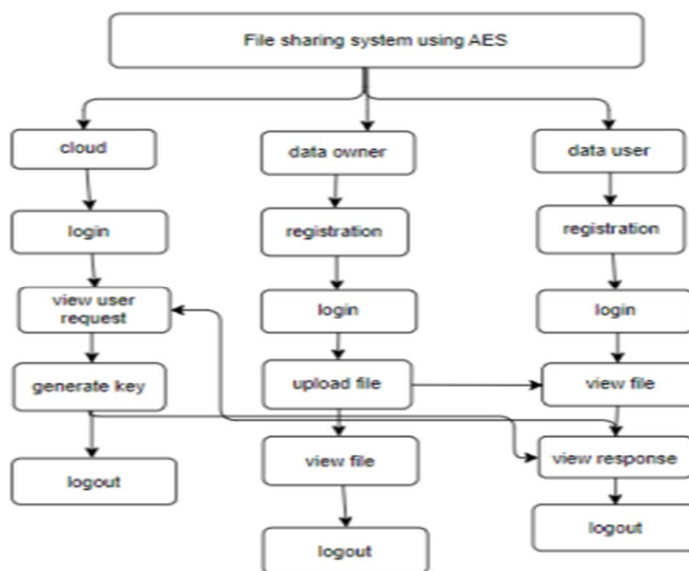 File sharing system using AES
cloud
data owner
data user
login
registration
registration
view user
request
login
login
generate key
upload file
view file
logout
view file
view response
logout
logout